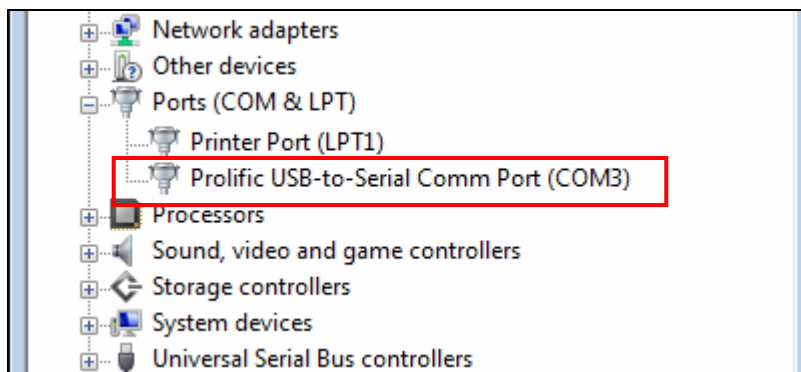 Network adapters
Other devices
Ports (COM & LPT)
Printer Port (LPT1)
Prolific USB-to-Serial Comm Port (COM3)
Processors
Sound, video and game controllers
Storage controllers
System devices
Universal Serial Bus controllers